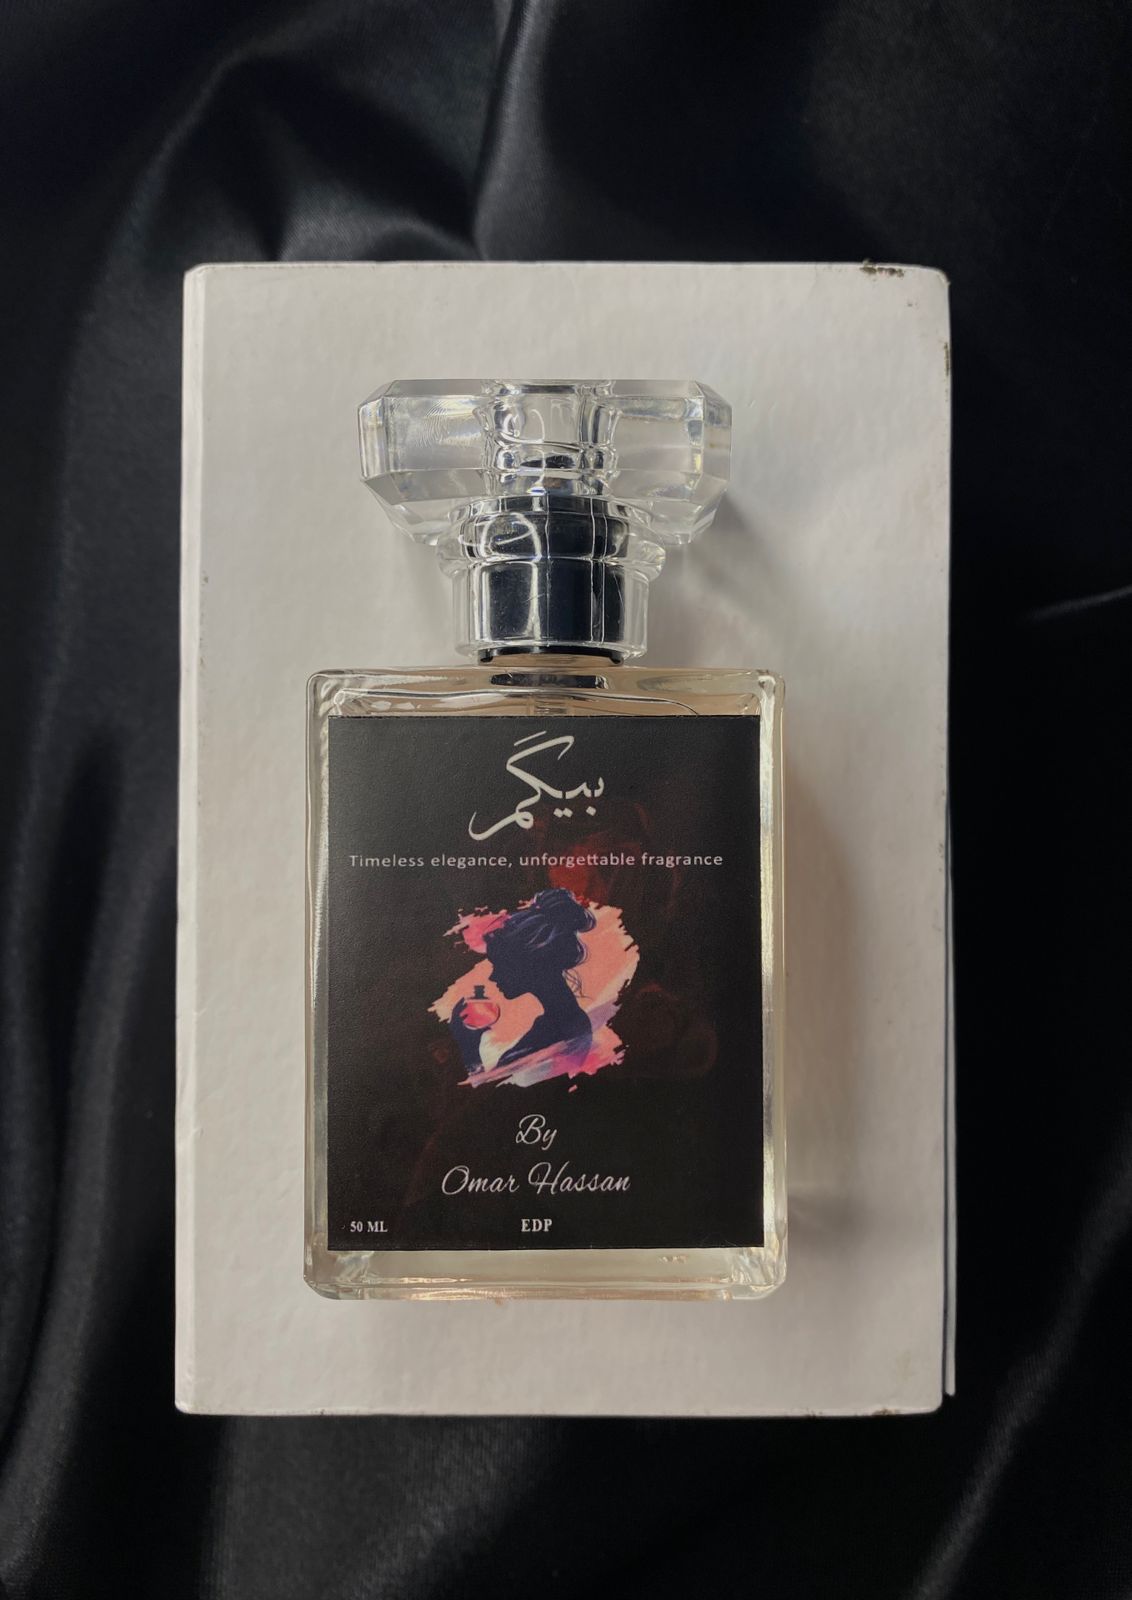 بیگم
Timeless elegance, unforgettable fragrance
By
Omar Hassan
50 ML EDP